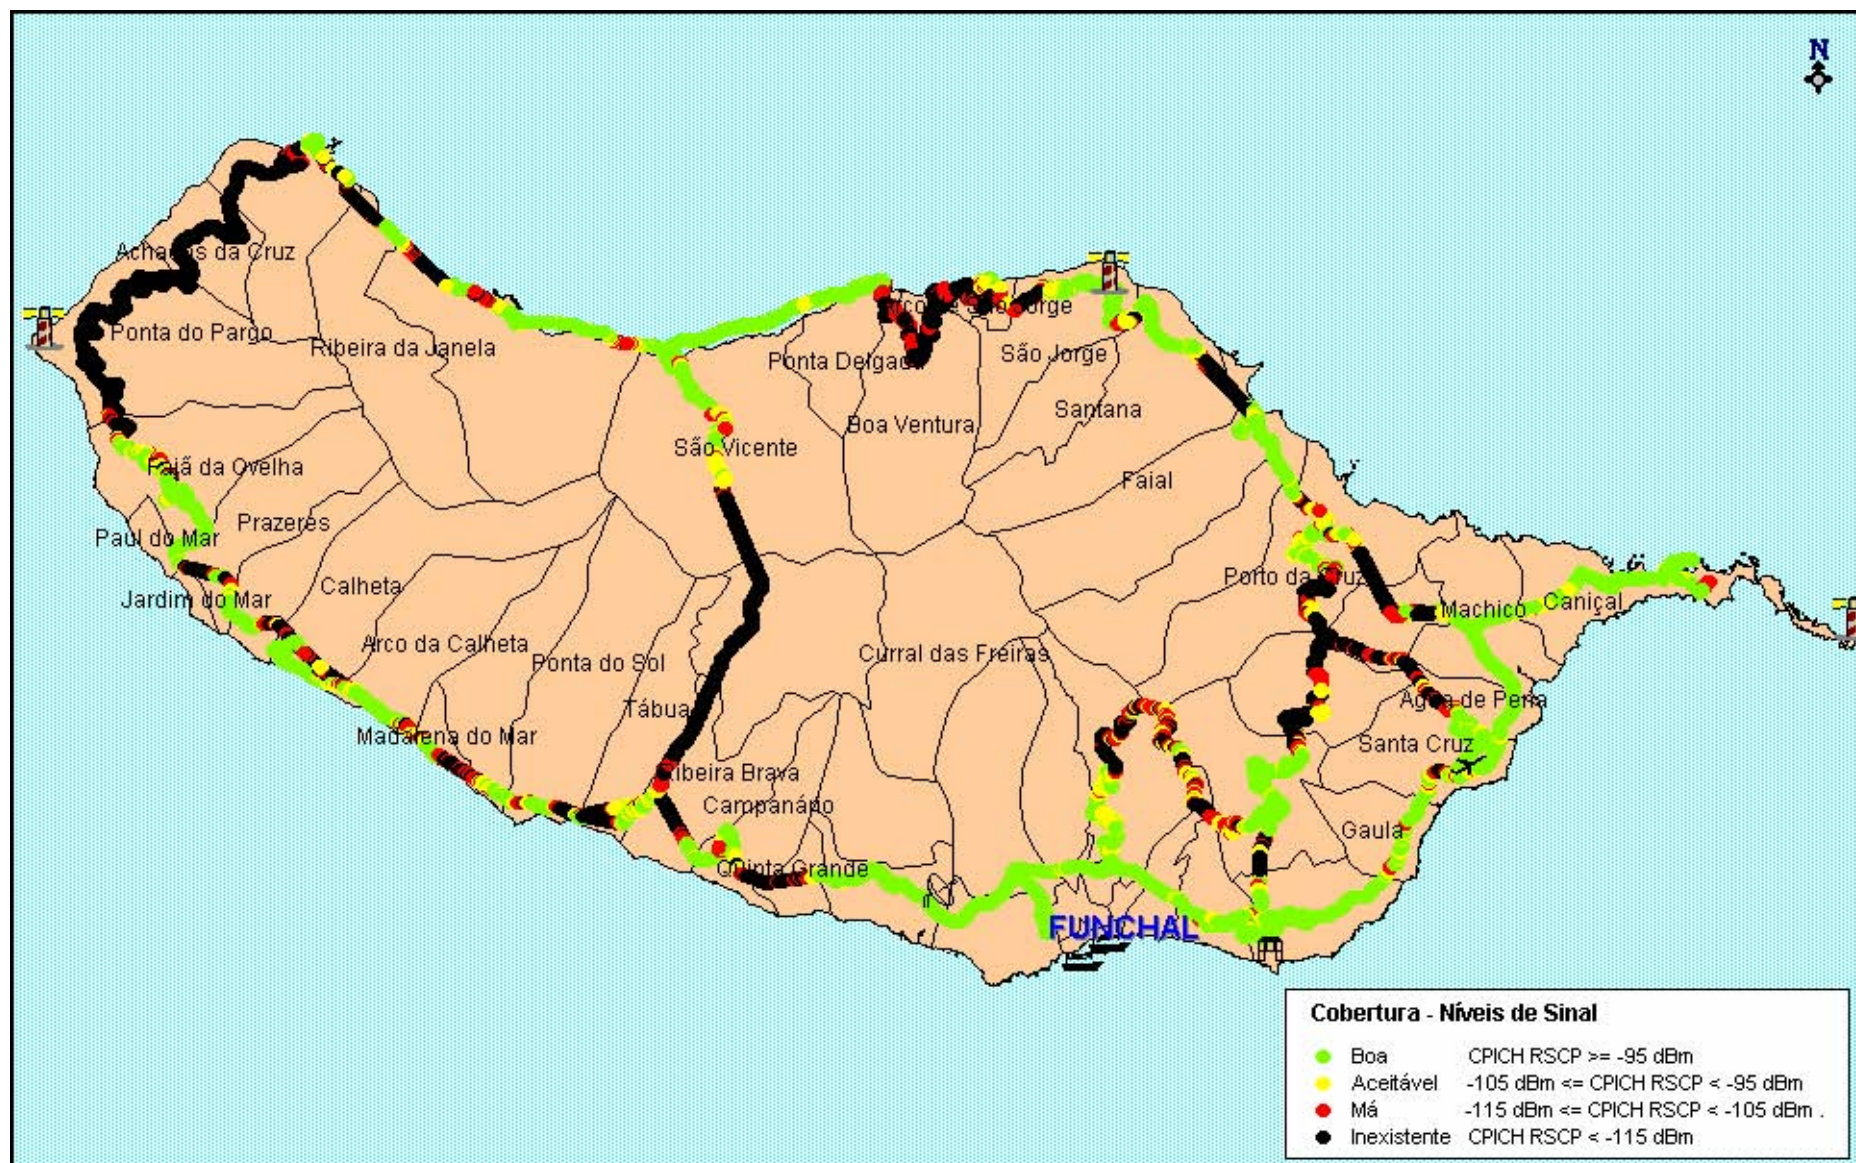 N
Achadas da Cruz
Ponta do Pargo
Ribeira da Janela
Arco de São Jorge
Ponta Delgada
São Jorge
Santana
Boa Ventura
São Vicente
Fajã da Ovelha
Faial
Prazeres
Paul do Mar
Calheta
Porto da Cruz
Jardim do Mar
Machico
Caniçal
Arco da Calheta
Ponta do Sol
Curral das Freiras
Tábua
Água de Pena
Madalena do Mar
Santa Cruz
Ribeira Brava
Campanário
Gaula
Quinta Grande
FUNCHAL
Cobertura - Níveis de Sinal
Boa CPICH RSCP >= -95 dBm
Aceitável -105 dBm <= CPICH RSCP < -95 dBm
Má -115 dBm <= CPICH RSCP < -105 dBm .
Inexistente CPICH RSCP < -115 dBm